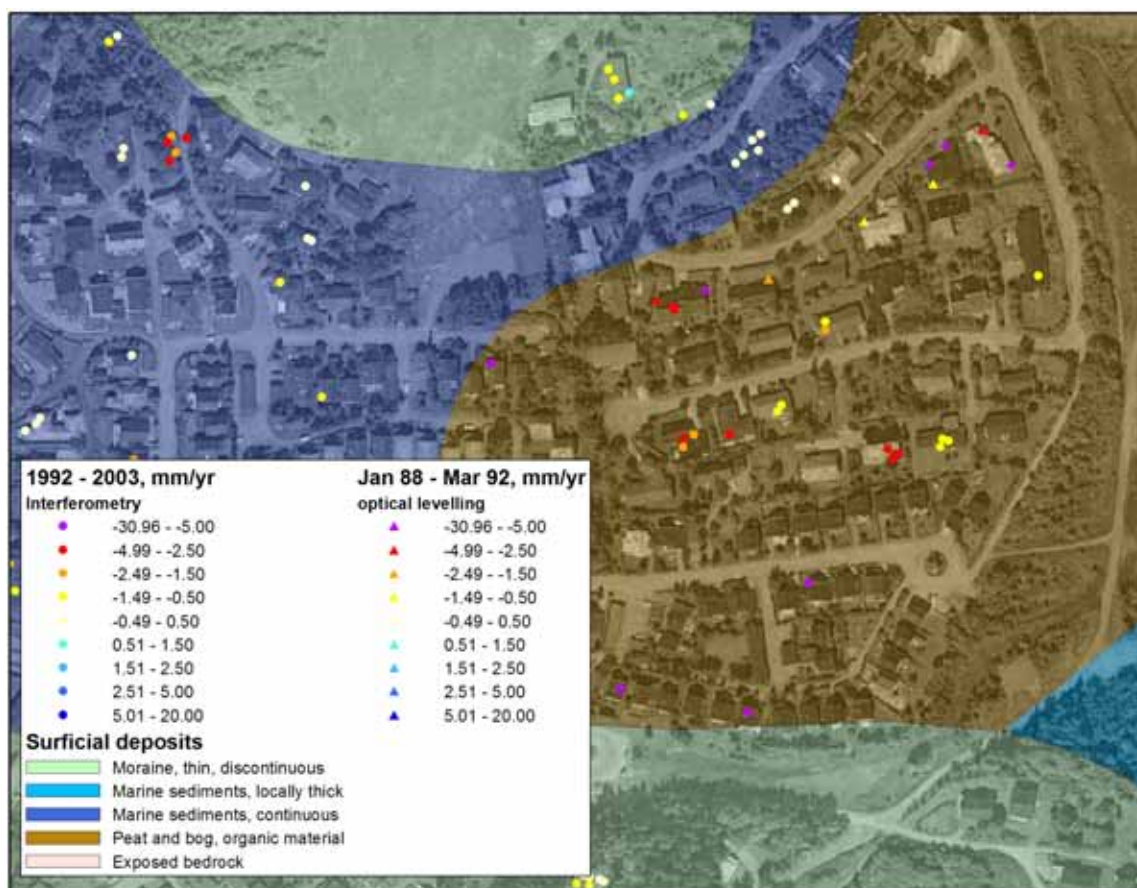 1992 - 2003, mm/yr
Interferometry
-30.96 - -5.00
-4.99 - -2.50
-2.49 - -1.50
-1.49 - -0.50
-0.49 - 0.50
0.51 - 1.50
1.51 - 2.50
2.51 - 5.00
5.01 - 20.00
Jan 88 - Mar 92, mm/yr
optical levelling
-30.96 - -5.00
-4.99 - -2.50
-2.49 - -1.50
-1.49 - -0.50
-0.49 - 0.50
0.51 - 1.50
1.51 - 2.50
2.51 - 5.00
5.01 - 20.00
Surficial deposits
Moraine, thin, discontinuous
Marine sediments, locally thick
Marine sediments, continuous
Peat and bog, organic material
Exposed bedrock